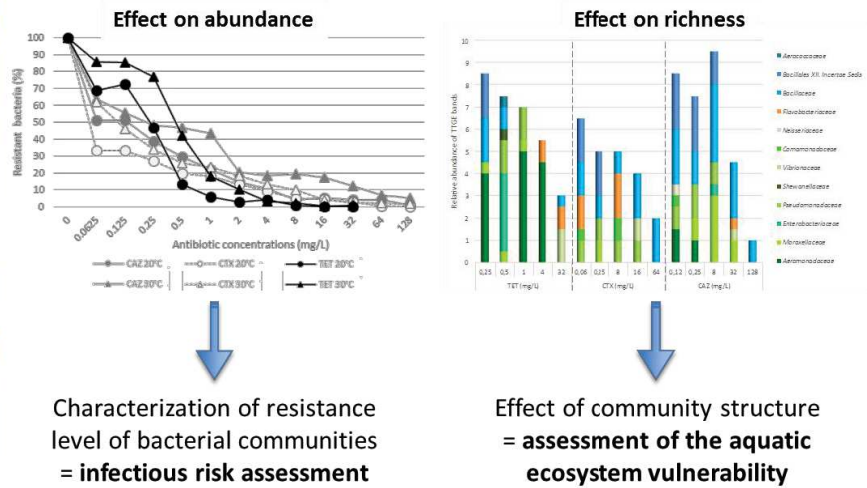 Effect on abundance
Resistant bacteria (%)
100
90
80
70
60
50
40
30
20
10
0
0 0.0625 0.125 0.25 0.5 1 2 4 8 16 32 64 128
Antibiotic concentrations (mg/L)
CAZ 20°C CTX 20°C TET 20°C
CAZ 30°C CTX 30°C TET 30°C
Characterization of resistance
level of bacterial communities
= infectious risk assessment
Effect on richness
Relative abundance of TTGE bands
10
9
8
7
6
5
4
3
2
1
0
0,25 0,5 1 4 32 0,06 0,25 8 16 64 0,12 0,25 8 32 128
TET (mg/L) CTX (mg/L) CAZ (mg/L)
Aerococcaceae
Bacillales XII. Incertae Sedis
Bacillaceae
Flavobacteriaceae
Neisseriaceae
Comamonadaceae
Vibrionaceae
Shewanellaceae
Pseudomonadaceae
Enterobacteriaceae
Moraxellaceae
Aeromonadaceae
Effect of community structure
= assessment of the aquatic
ecosystem vulnerability